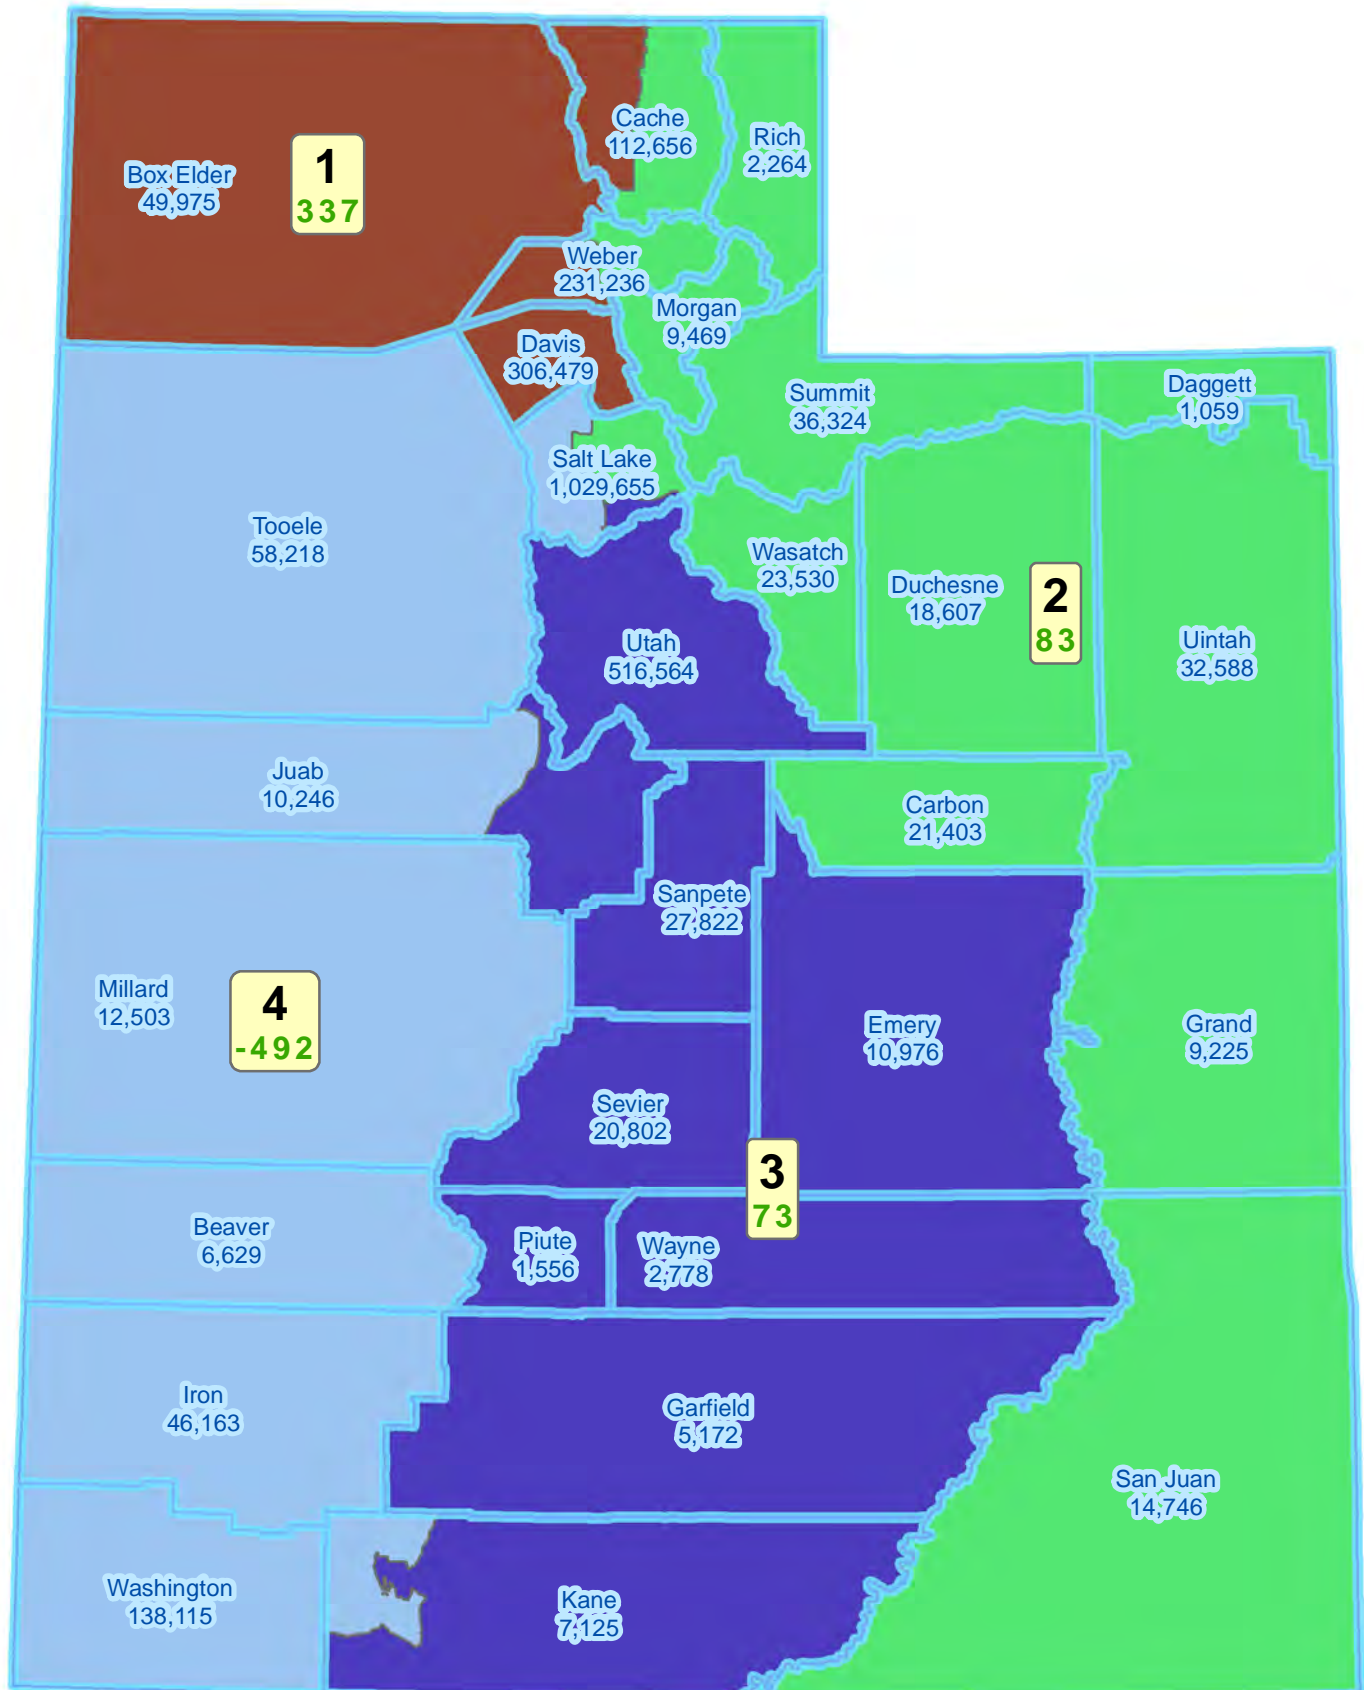 Cache
112,656
Rich
2,264
Box Elder
49,975
1
337
Weber
231,236
Morgan
9,469
Davis
306,479
Summit
36,324
Daggett
1,059
Salt Lake
1,029,655
Tooele
58,218
Wasatch
23,530
Duchesne
18,607
2
83
Uintah
32,588
Utah
516,564
Juab
10,246
Carbon
21,403
Sanpete
27,822
Millard
12,503
4
-492
Emery
10,976
Grand
9,225
Sevier
20,802
3
73
Beaver
6,629
Piute
1,556
Wayne
2,778
Iron
46,163
Garfield
5,172
San Juan
14,746
Washington
138,115
Kane
7,125